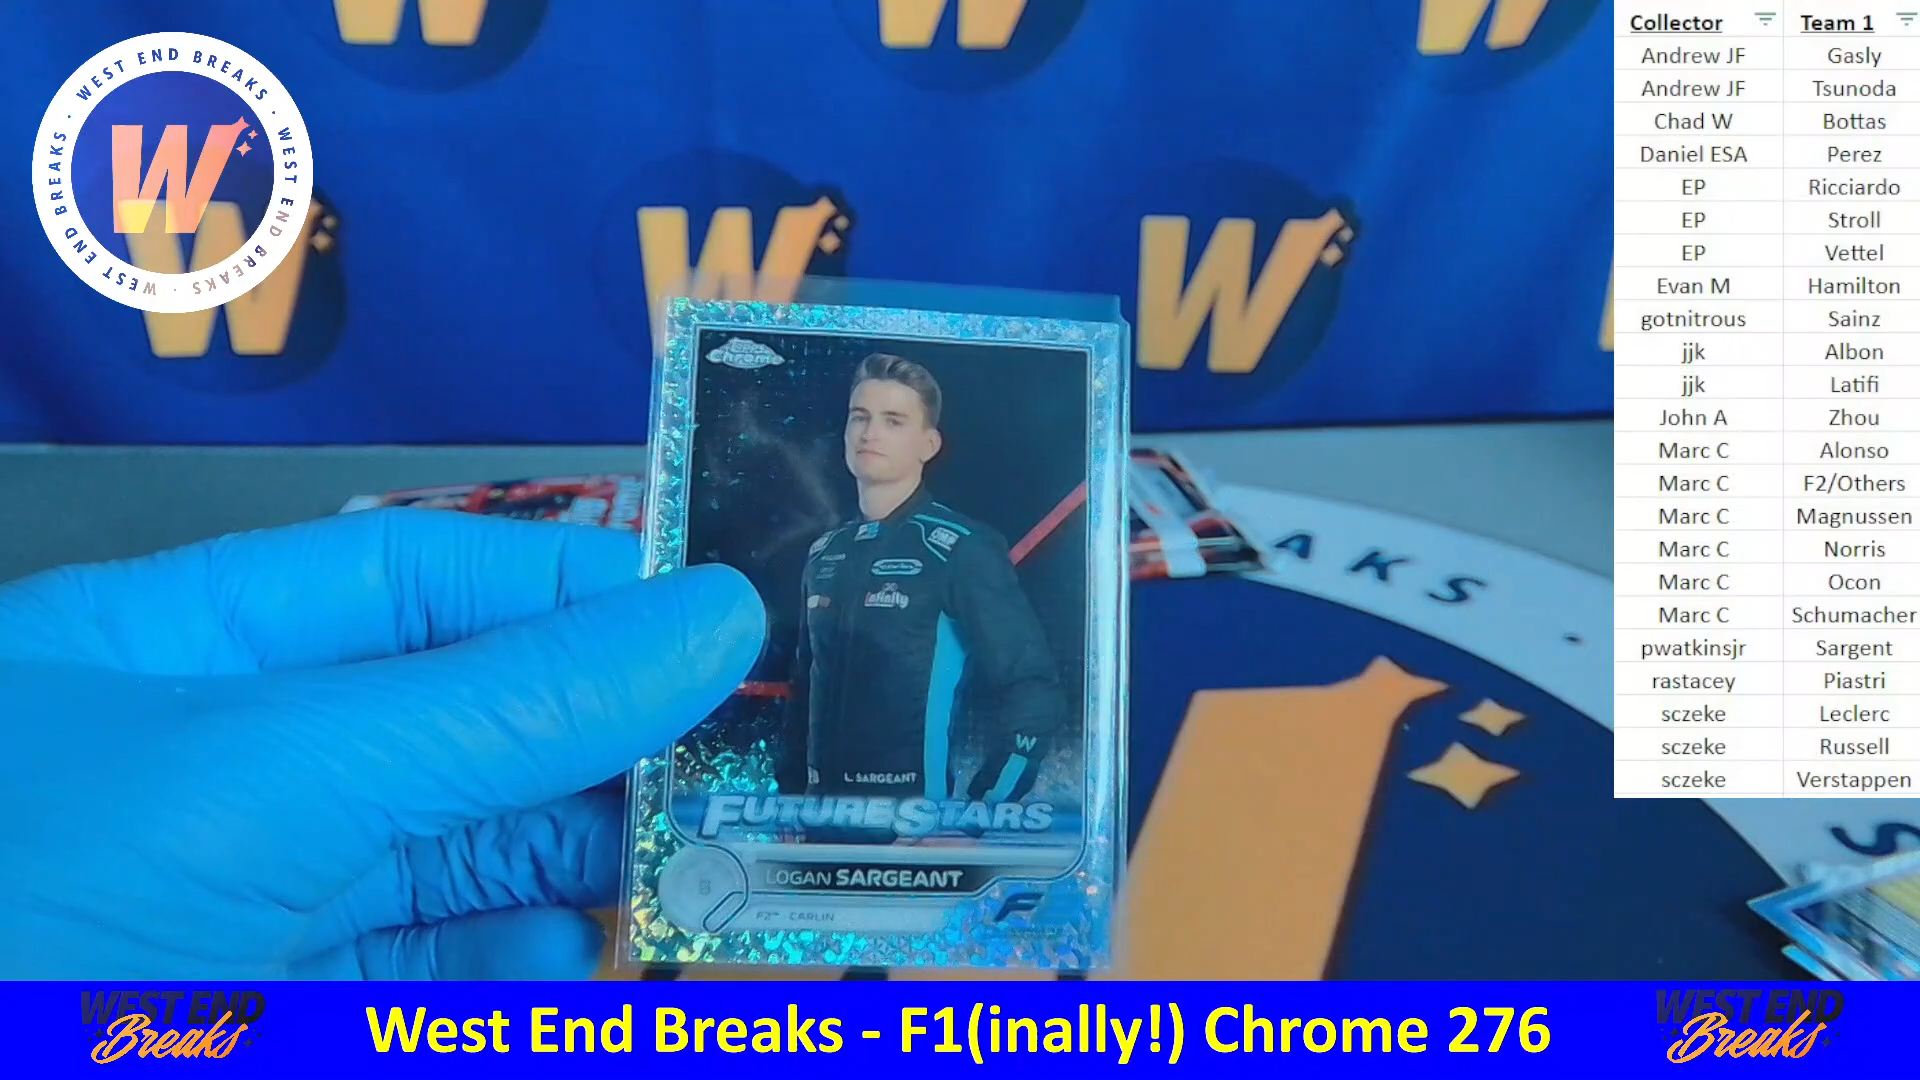 WEST END BREAKS · WEST END BREAKS · WEST END BREAKS ·
W
Collector Team 1
Andrew JF Gasly
Andrew JF Tsunoda
Chad W Bottas
Daniel ESA Perez
EP Ricciardo
EP Stroll
EP Vettel
Evan M Hamilton
gotnitrous Sainz
jjk Albon
jjk Latifi
John A Zhou
Marc C Alonso
Marc C F2/Others
Marc C Magnussen
Marc C Norris
Marc C Ocon
Marc C Schumacher
pwatkinsjr Sargent
rastacey Piastri
sczeke Leclerc
sczeke Russell
sczeke Verstappen
Topps
Chrome
infinity
W
L. SARGEANT
FUTURE STARS
LOGAN SARGEANT
F2™ CARLIN
AKS ·
S
WEST END
Breaks
West End Breaks - F1(inally!) Chrome 276
WEST END
Breaks